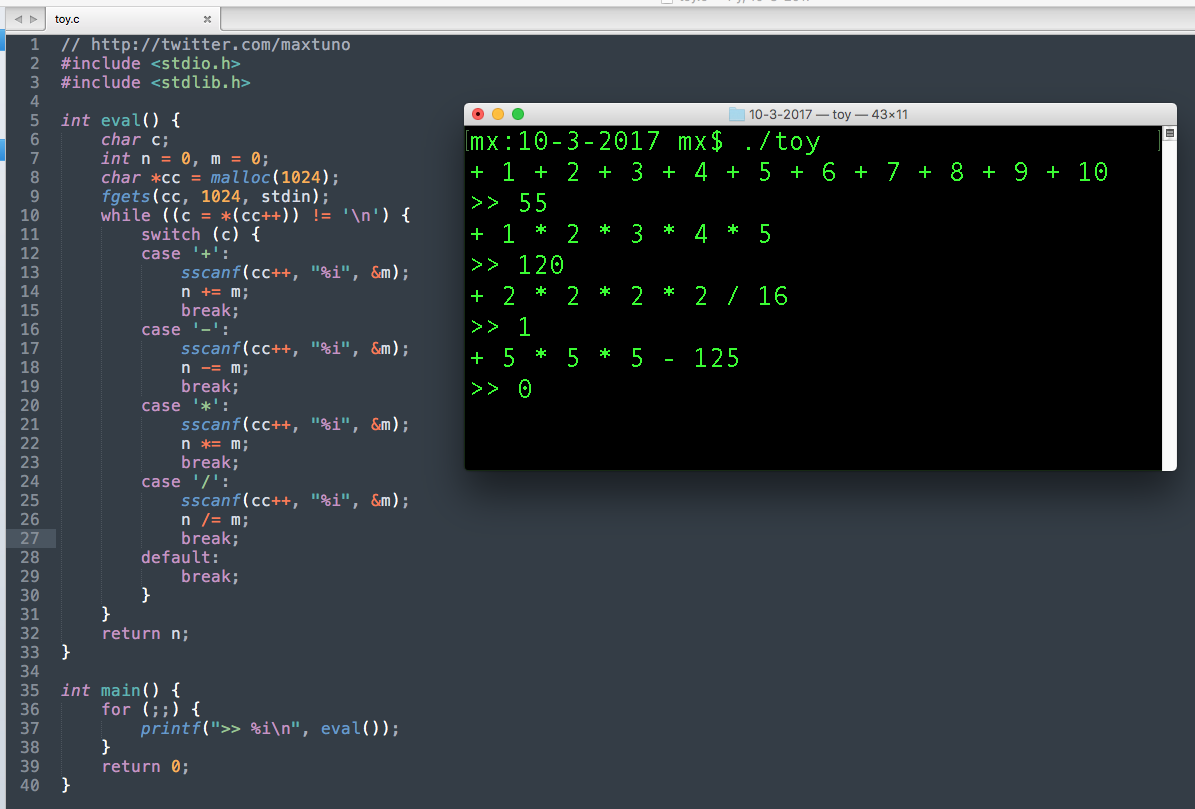 toy.c
1 // http://twitter.com/maxtuno
2 #include <stdio.h>
3 #include <stdlib.h>
4
5 int eval() {
6     char c;
7     int n = 0, m = 0;
8     char *cc = malloc(1024);
9     fgets(cc, 1024, stdin);
10     while ((c = *(cc++)) != '\n') {
11         switch (c) {
12         case '+':
13             sscanf(cc++, "%i", &m);
14             n += m;
15             break;
16         case '-':
17             sscanf(cc++, "%i", &m);
18             n -= m;
19             break;
20         case '*':
21             sscanf(cc++, "%i", &m);
22             n *= m;
23             break;
24         case '/':
25             sscanf(cc++, "%i", &m);
26             n /= m;
27             break;
28         default:
29             break;
30         }
31     }
32     return n;
33 }
34
35 int main() {
36     for (;;) {
37         printf(">> %i\n", eval());
38     }
39     return 0;
40 }
10-3-2017 — toy — 43×11
[mx:10-3-2017 mx$ ./toy ]
+ 1 + 2 + 3 + 4 + 5 + 6 + 7 + 8 + 9 + 10
>> 55
+ 1 * 2 * 3 * 4 * 5
>> 120
+ 2 * 2 * 2 * 2 / 16
>> 1
+ 5 * 5 * 5 - 125
>> 0